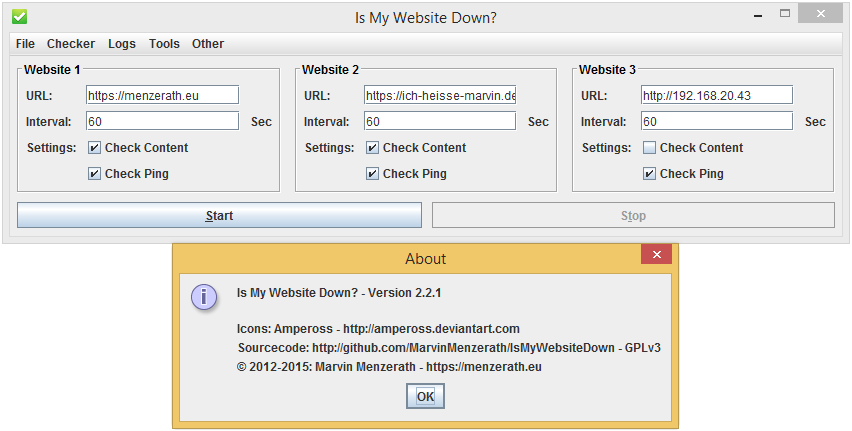 Is My Website Down?
File Checker Logs Tools Other
Website 1
URL: https://menzerath.eu
Interval: 60 Sec
Settings: Check Content
Check Ping
Website 2
URL: https://ich-heisse-marvin.de
Interval: 60 Sec
Settings: Check Content
Check Ping
Website 3
URL: http://192.168.20.43
Interval: 60 Sec
Settings: Check Content
Check Ping
Start Stop
About
Is My Website Down? - Version 2.2.1
Icons: Ampeross - http://ampeross.deviantart.com
Sourcecode: http://github.com/MarvinMenzerath/IsMyWebsiteDown - GPLv3
© 2012-2015: Marvin Menzerath - https://menzerath.eu
OK